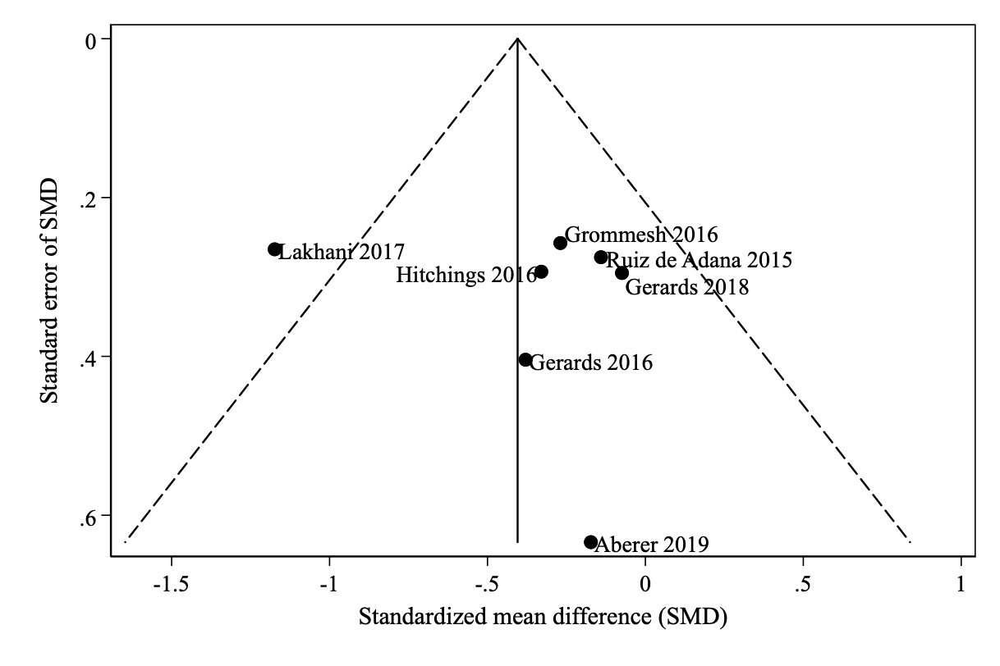 0
.2
.4
.6
Standard error of SMD
Grommesh 2016
Lakhani 2017
Ruiz de Adana 2015
Hitchings 2016
Gerards 2018
Gerards 2016
Aberer 2019
-1.5 -1 -.5 0 .5 1
Standardized mean difference (SMD)